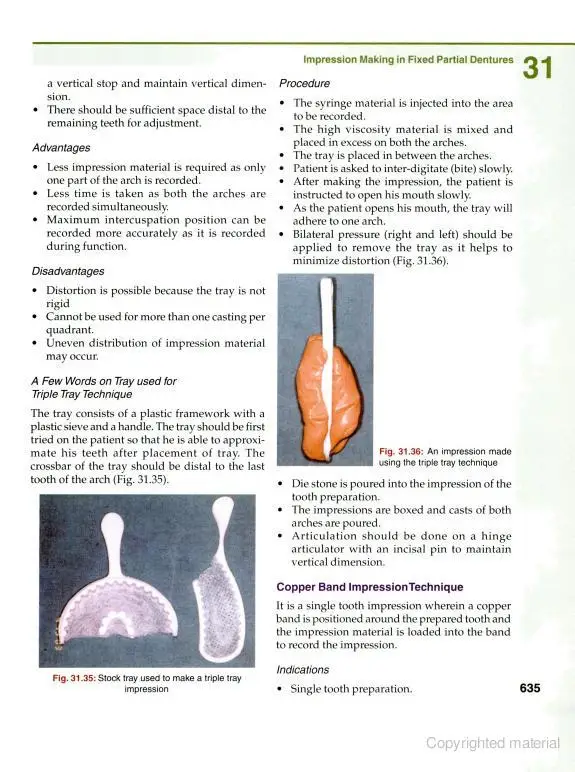 Impression Making in Fixed Partial Dentures
31
a vertical stop and maintain vertical dimen-
sion.
• There should be sufficient space distal to the
remaining teeth for adjustment.
Advantages
• Less impression material is required as only
one part of the arch is recorded.
• Less time is taken as both the arches are
recorded simultaneously.
• Maximum intercuspation position can be
recorded more accurately as it is recorded
during function.
Disadvantages
• Distortion is possible because the tray is not
rigid
• Cannot be used for more than one casting per
quadrant.
• Uneven distribution of impression material
may occur.
A Few Words on Tray used for
Triple Tray Technique
The tray consists of a plastic framework with a
plastic sieve and a handle. The tray should be first
tried on the patient so that he is able to approxi-
mate his teeth after placement of tray. The
crossbar of the tray should be distal to the last
tooth of the arch (Fig. 31.35).
Fig. 31.35: Stock tray used to make a triple tray
impression
Procedure
• The syringe material is injected into the area
to be recorded.
• The high viscosity material is mixed and
placed in excess on both the arches.
• The tray is placed in between the arches.
• Patient is asked to inter-digitate (bite) slowly.
• After making the impression, the patient is
instructed to open his mouth slowly.
• As the patient opens his mouth, the tray will
adhere to one arch.
• Bilateral pressure (right and left) should be
applied to remove the tray as it helps to
minimize distortion (Fig. 31.36).
Fig. 31.36: An impression made
using the triple tray technique
• Die stone is poured into the impression of the
tooth preparation.
• The impressions are boxed and casts of both
arches are poured.
• Articulation should be done on a hinge
articulator with an incisal pin to maintain
vertical dimension.
Copper Band Impression Technique
It is a single tooth impression wherein a copper
band is positioned around the prepared tooth and
the impression material is loaded into the band
to record the impression.
Indications
• Single tooth preparation.
635
Copyrighted material